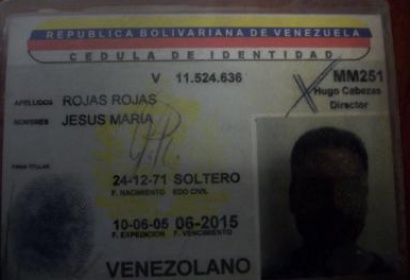 REPUBLICA BOLIVARIANA DE VENEZUELA
CEDULA DE IDENTIDAD
V 11.524.636
MM251
Hugo Cabezas
Director
APELLIDOS ROJAS ROJAS
NOMBRES JESUS MARIA
FIRMA TITULAR
24-12-71 SOLTERO
F. NACIMIENTO EDO CIVIL
10-06-05 06-2015
F. EXPEDICION F. VENCIMIENTO
VENEZOLANO